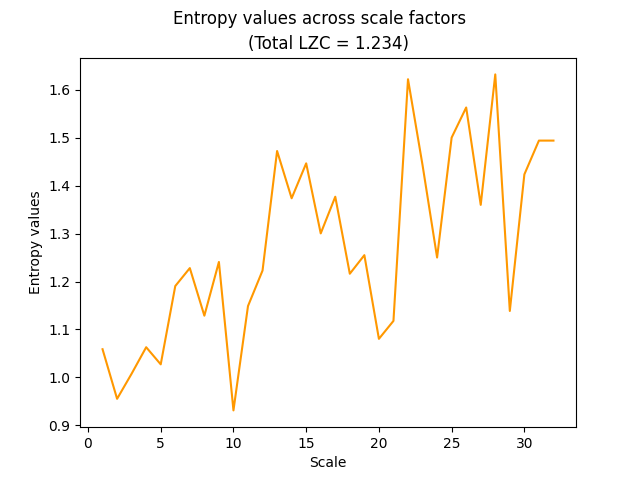 Entropy values across scale factors
(Total LZC = 1.234)
Entropy values
1.6
1.5
1.4
1.3
1.2
1.1
1.0
0.9
0 5 10 15 20 25 30
Scale